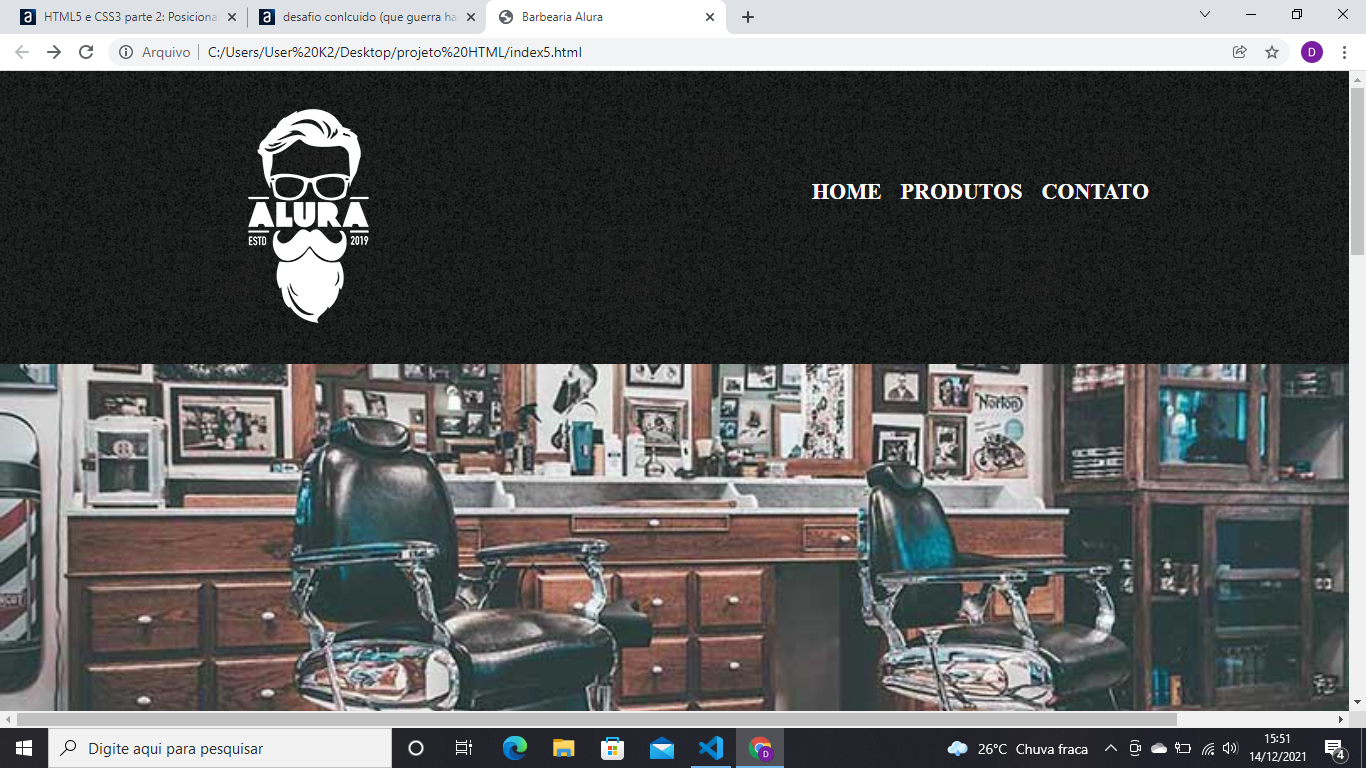 HTML5 e CSS3 parte 2: Posiciona
desafio conlcuido (que guerra ha
Barbearia Alura
Arquivo
C:/Users/User%20K2/Desktop/projeto%20HTML/index5.html
D
ALURA
ESTD 2019
HOME PRODUTOS CONTATO
Norton
Digite aqui para pesquisar
D
26°C Chuva fraca
15:51
14/12/2021
4